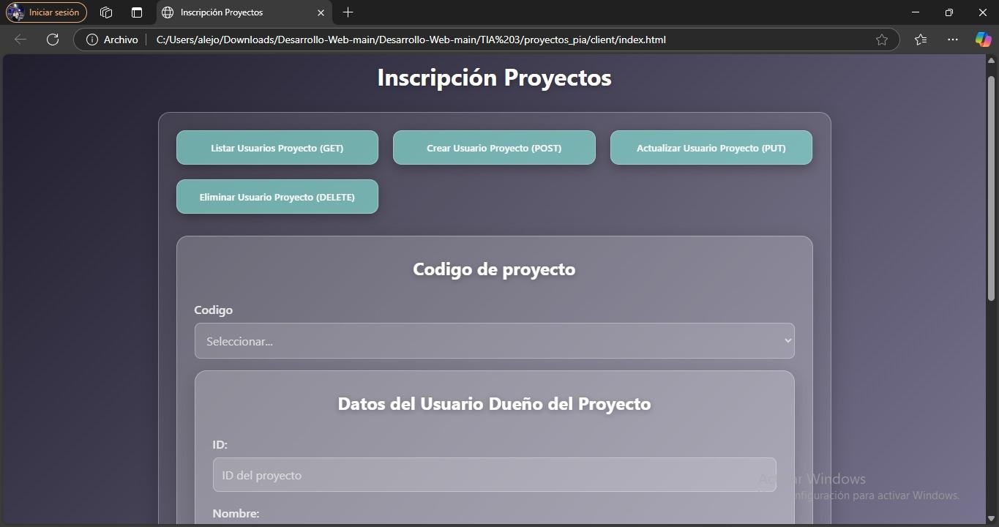 Iniciar sesión
Inscripción Proyectos
Archivo
C:/Users/alejo/Downloads/Desarrollo-Web-main/Desarrollo-Web-main/TIA%203/proyectos_pia/client/index.html
Inscripción Proyectos
Listar Usuarios Proyecto (GET)
Crear Usuario Proyecto (POST)
Actualizar Usuario Proyecto (PUT)
Eliminar Usuario Proyecto (DELETE)
Codigo de proyecto
Codigo
Seleccionar...
Datos del Usuario Dueño del Proyecto
ID:
ID del proyecto
Windows
para activar Windows.
Nombre: